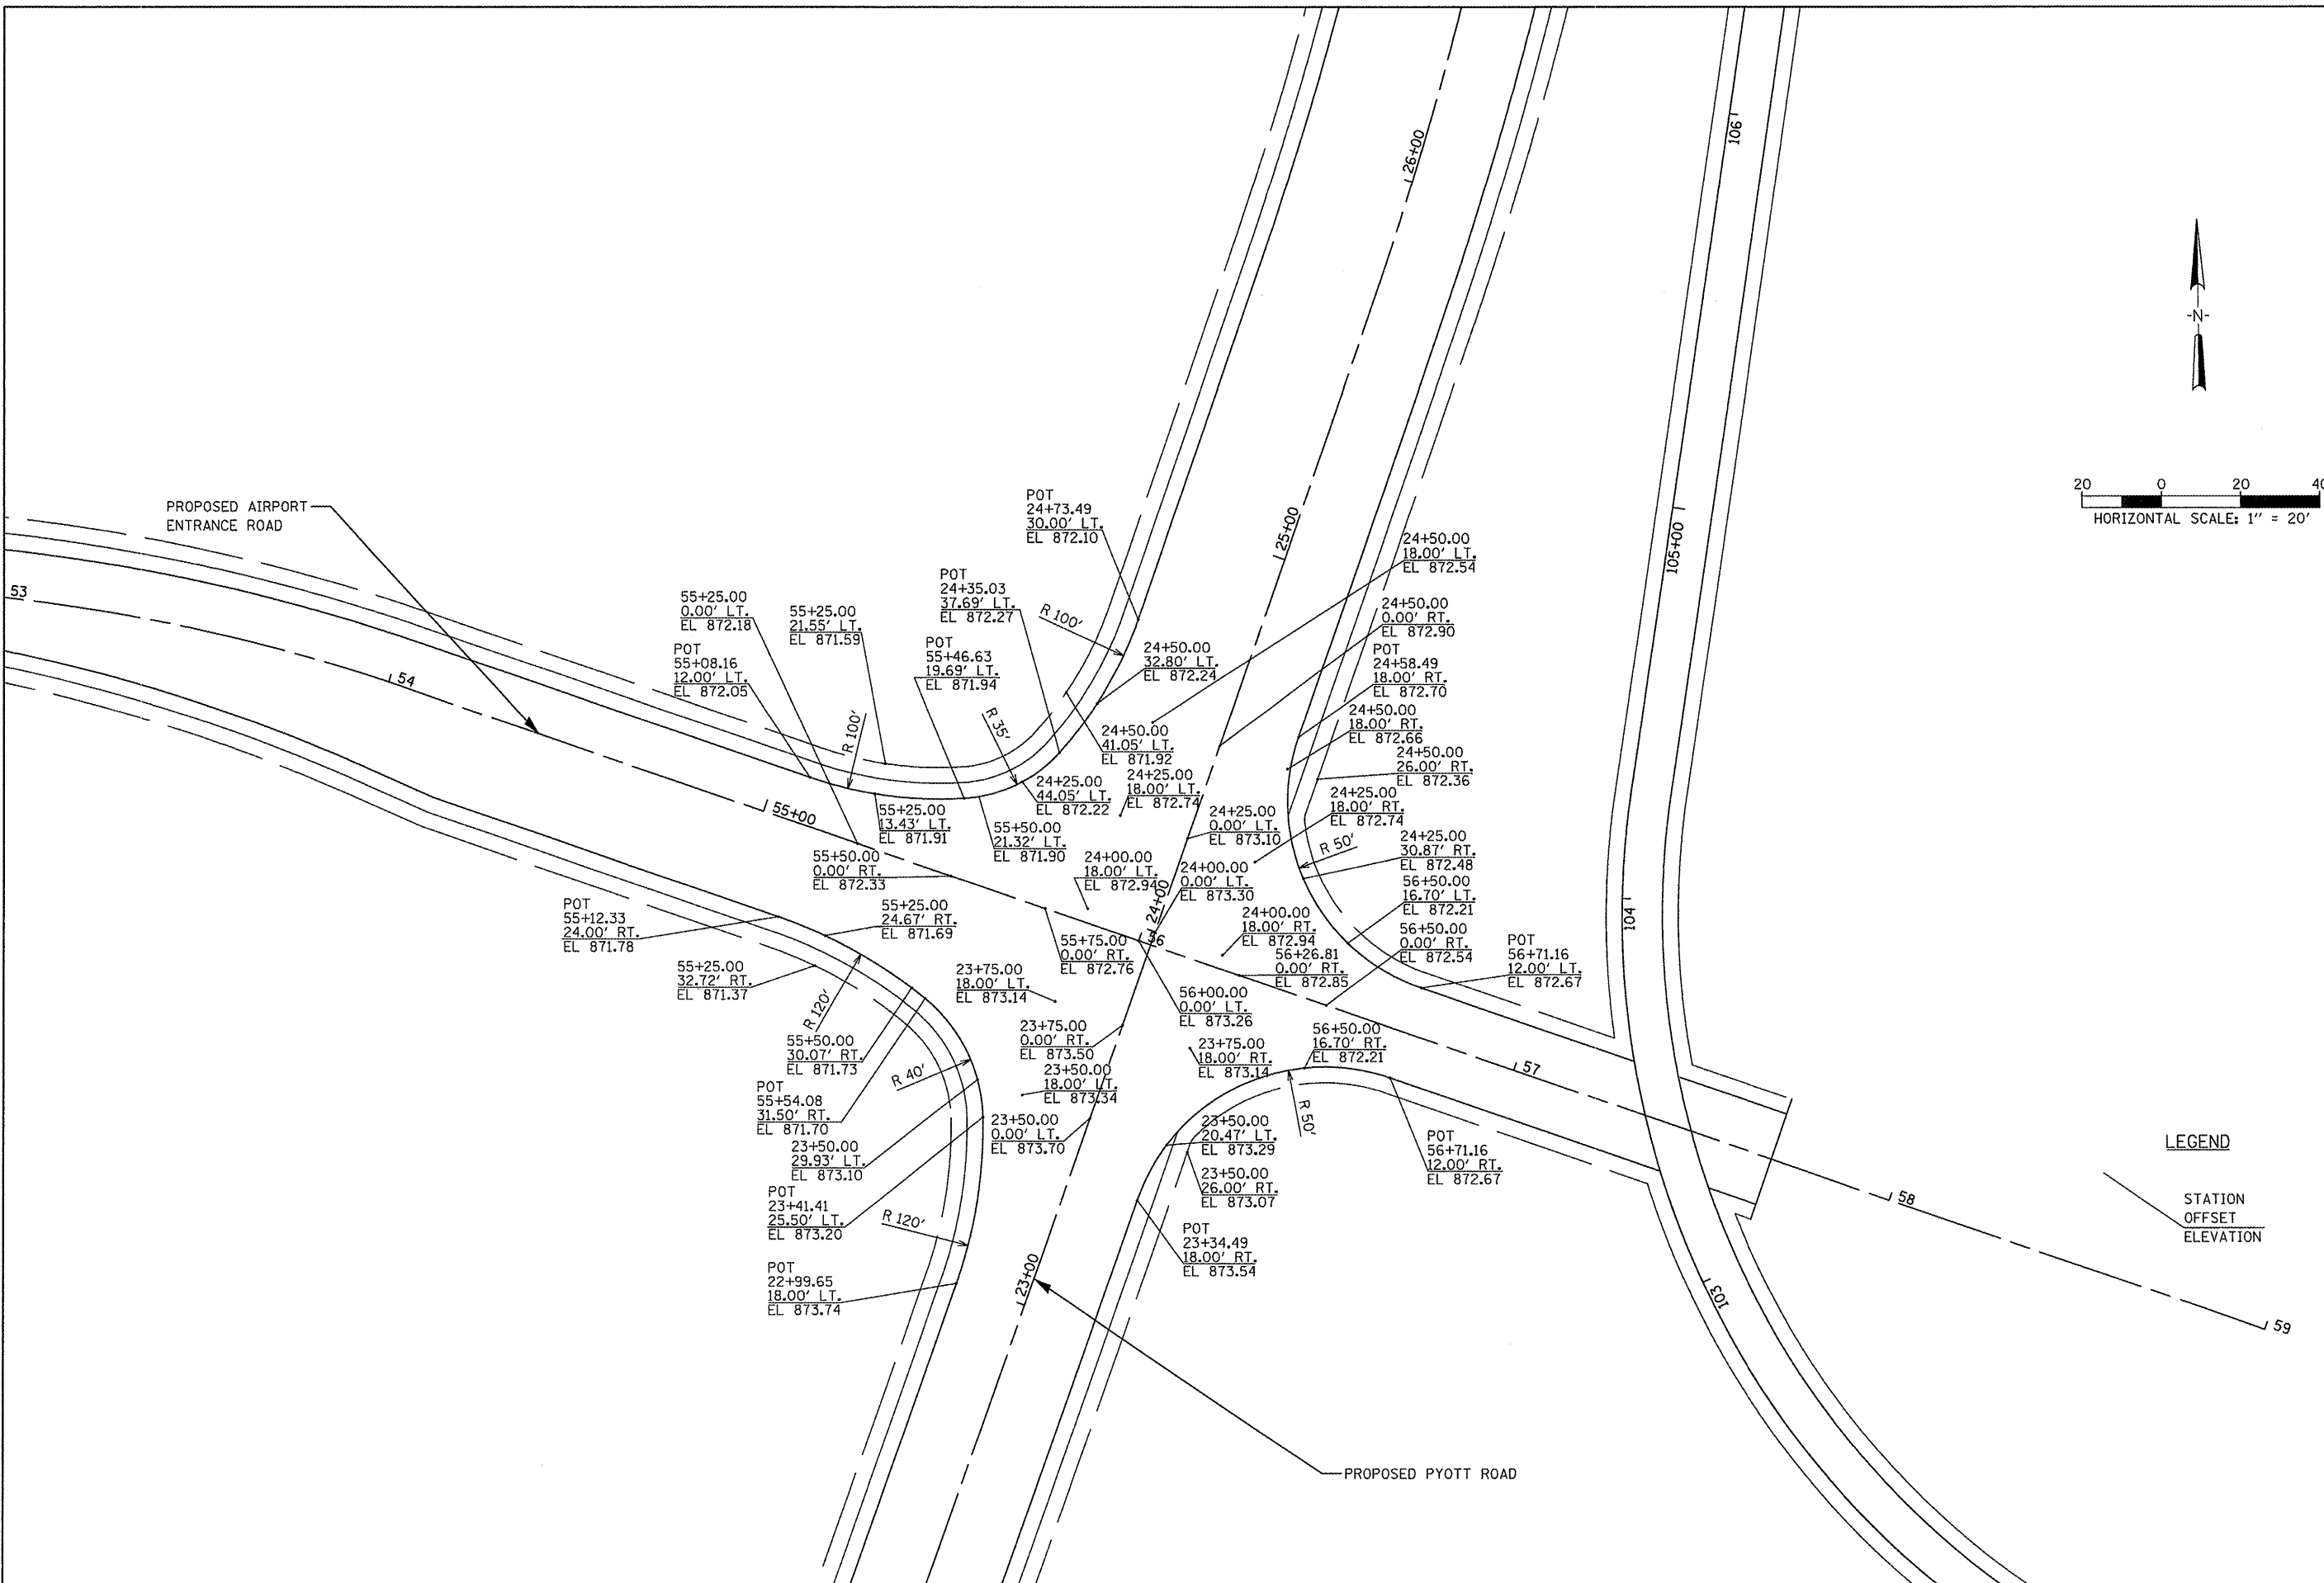 106
26+00
-N-
20 0 20 40
HORIZONTAL SCALE: 1" = 20'
PROPOSED AIRPORT
ENTRANCE ROAD
53
54
POT
24+73.49
30.00' LT.
EL 872.10
25+00
105+00
24+50.00
18.00' LT.
EL 872.54
POT
24+35.03
37.69' LT.
EL 872.27
R 100'
55+25.00
0.00' LT.
EL 872.18
55+25.00
21.55' LT.
EL 871.59
24+50.00
0.00' RT.
EL 872.90
POT
55+08.16
12.00' LT.
EL 872.05
POT
55+46.63
19.69' LT.
EL 871.94
24+50.00
32.80' LT.
EL 872.24
POT
24+58.49
18.00' RT.
EL 872.70
R 100'
R 35'
24+50.00
41.05' LT.
EL 871.92
24+50.00
18.00' RT.
EL 872.66
24+50.00
26.00' RT.
EL 872.36
24+25.00
44.05' LT.
EL 872.22
24+25.00
18.00' LT.
EL 872.74
24+25.00
18.00' RT.
EL 872.74
55+00
55+25.00
13.43' LT.
EL 871.91
55+50.00
21.32' LT.
EL 871.90
24+25.00
0.00' LT.
EL 873.10
R 50'
24+25.00
30.87' RT.
EL 872.48
55+50.00
0.00' RT.
EL 872.33
24+00.00
18.00' LT.
EL 872.94
24+00.00
0.00' LT.
EL 873.30
56+50.00
16.70' LT.
EL 872.21
24+00
104
POT
55+12.33
24.00' RT.
EL 871.78
55+25.00
24.67' RT.
EL 871.69
24+00.00
18.00' RT.
EL 872.94
56+50.00
0.00' RT.
EL 872.54
56
55+75.00
0.00' RT.
EL 872.76
56+26.81
0.00' RT.
EL 872.85
POT
56+71.16
12.00' LT.
EL 872.67
55+25.00
32.72' RT.
EL 871.37
23+75.00
18.00' LT.
EL 873.14
56+00.00
0.00' LT.
EL 873.26
R 120'
55+50.00
30.07' RT.
EL 871.73
23+75.00
0.00' RT.
EL 873.50
23+75.00
18.00' RT.
EL 873.14
56+50.00
16.70' RT.
EL 872.21
57
R 40'
23+50.00
18.00' LT.
EL 873.34
POT
55+54.08
31.50' RT.
EL 871.70
23+50.00
0.00' LT.
EL 873.70
23+50.00
20.47' LT.
EL 873.29
R 50'
23+50.00
29.93' LT.
EL 873.10
23+50.00
26.00' RT.
EL 873.07
POT
56+71.16
12.00' RT.
EL 872.67
LEGEND
STATION
OFFSET
ELEVATION
58
POT
23+41.41
25.50' LT.
EL 873.20
R 120'
POT
23+34.49
18.00' RT.
EL 873.54
POT
22+99.65
18.00' LT.
EL 873.74
23+00
103
59
PROPOSED PYOTT ROAD